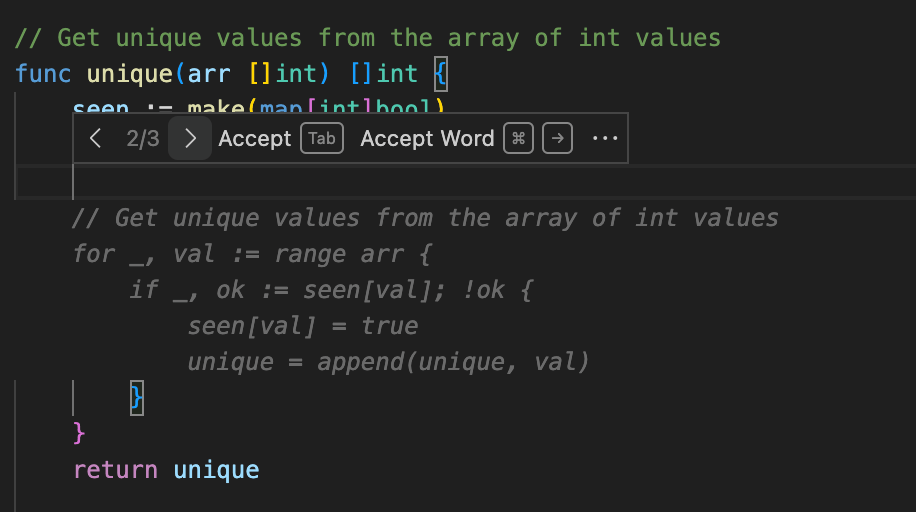 // Get unique values from the array of int values
func unique(arr []int) []int {
seen := make(map[int]bool)
2/3 Accept Tab Accept Word ⌘ → ...
// Get unique values from the array of int values
for _, val := range arr {
if _, ok := seen[val]; !ok {
seen[val] = true
unique = append(unique, val)
}
}
return unique